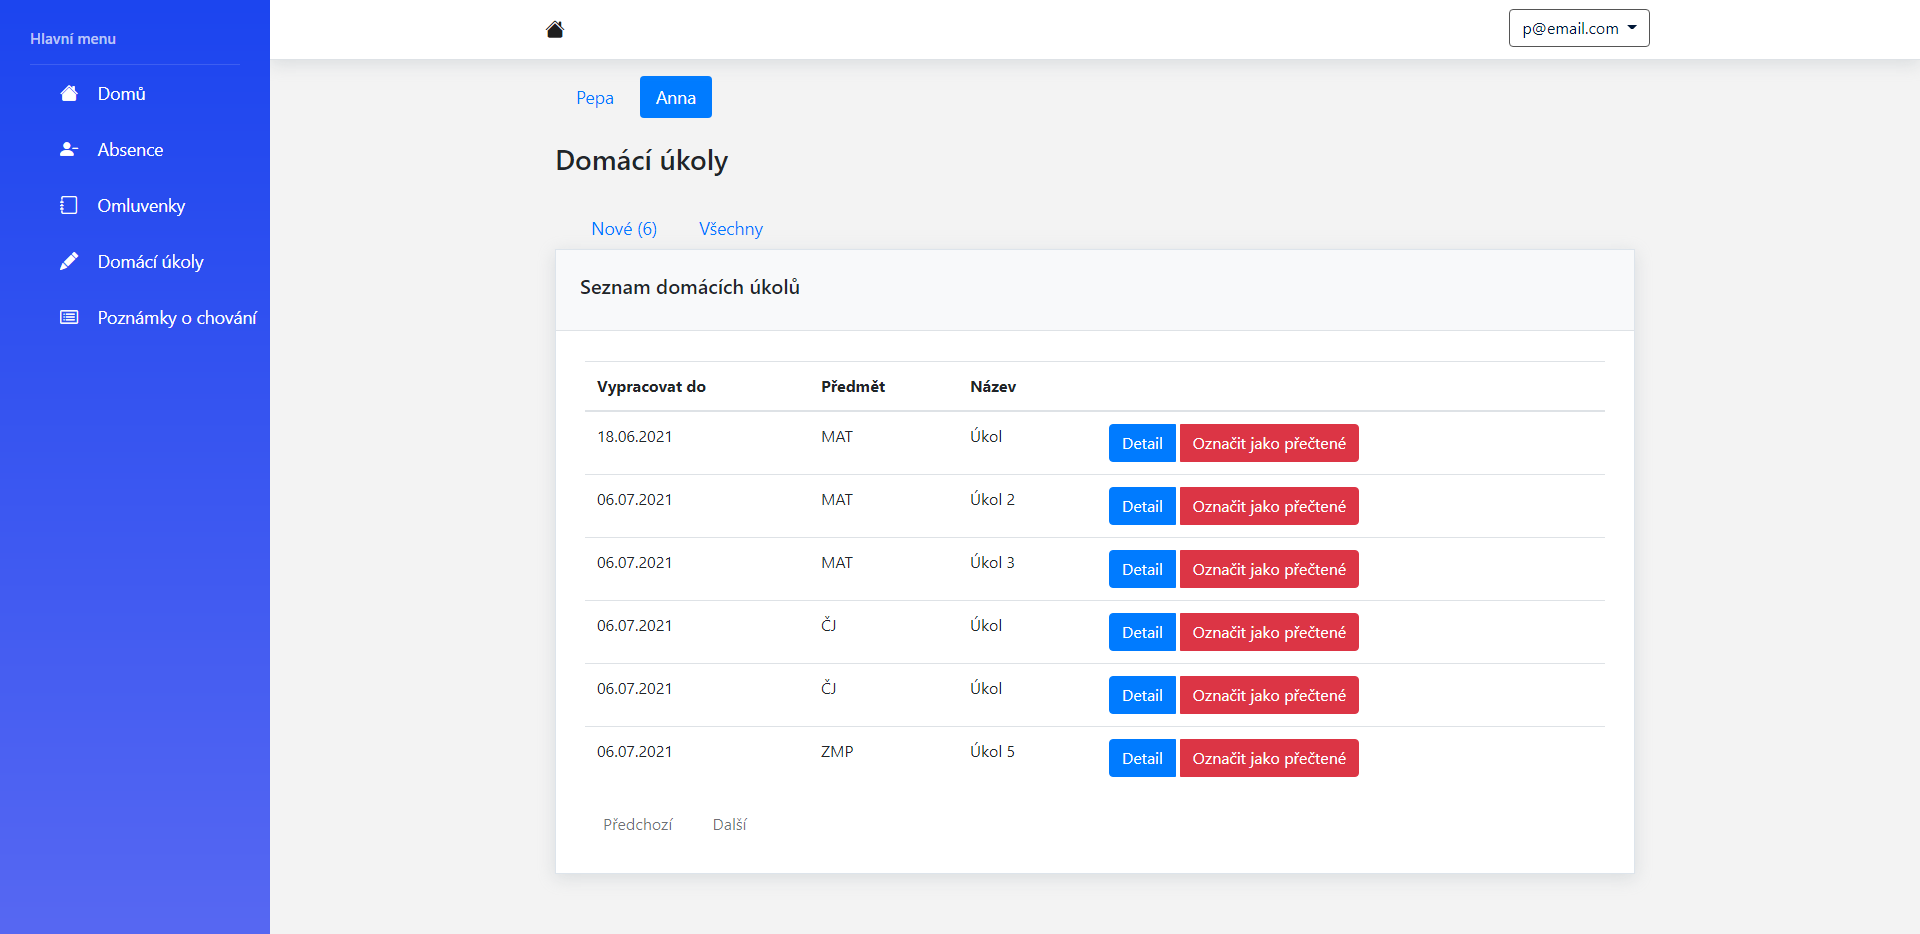 Hlavní menu
Domů
Absence
Omluvenky
Domácí úkoly
Poznámky o chování
p@email.com
Pepa Anna
Domácí úkoly
Nové (6) Všechny
Seznam domácích úkolů
Vypracovat do Předmět Název
18.06.2021 MAT Úkol Detail Označit jako přečtené
06.07.2021 MAT Úkol 2 Detail Označit jako přečtené
06.07.2021 MAT Úkol 3 Detail Označit jako přečtené
06.07.2021 ČJ Úkol Detail Označit jako přečtené
06.07.2021 ČJ Úkol Detail Označit jako přečtené
06.07.2021 ZMP Úkol 5 Detail Označit jako přečtené
Předchozí Další